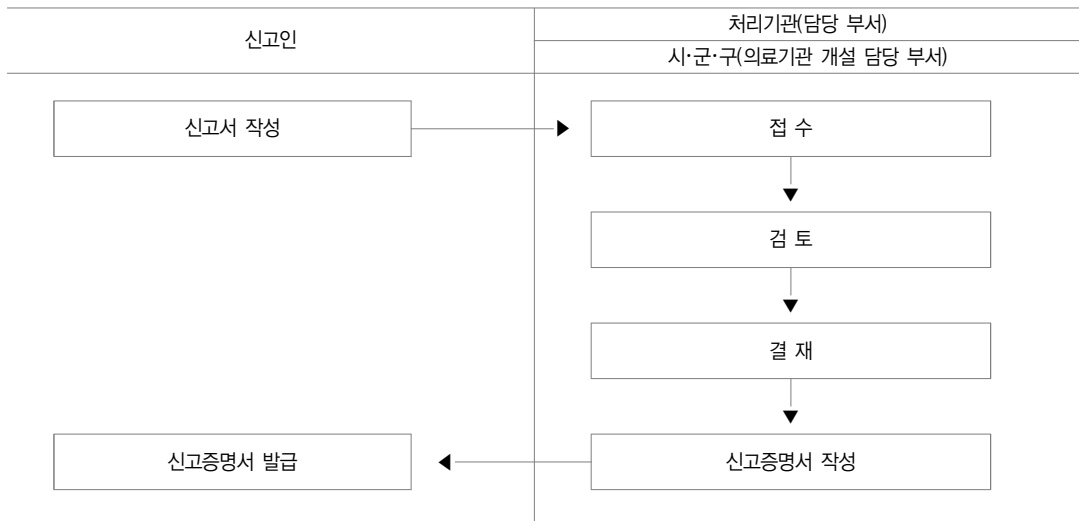 신고인
처리기관(담당 부서)
시·군·구(의료기관 개설 담당 부서)
신고서 작성
접 수
검 토
결 재
신고증명서 발급
신고증명서 작성